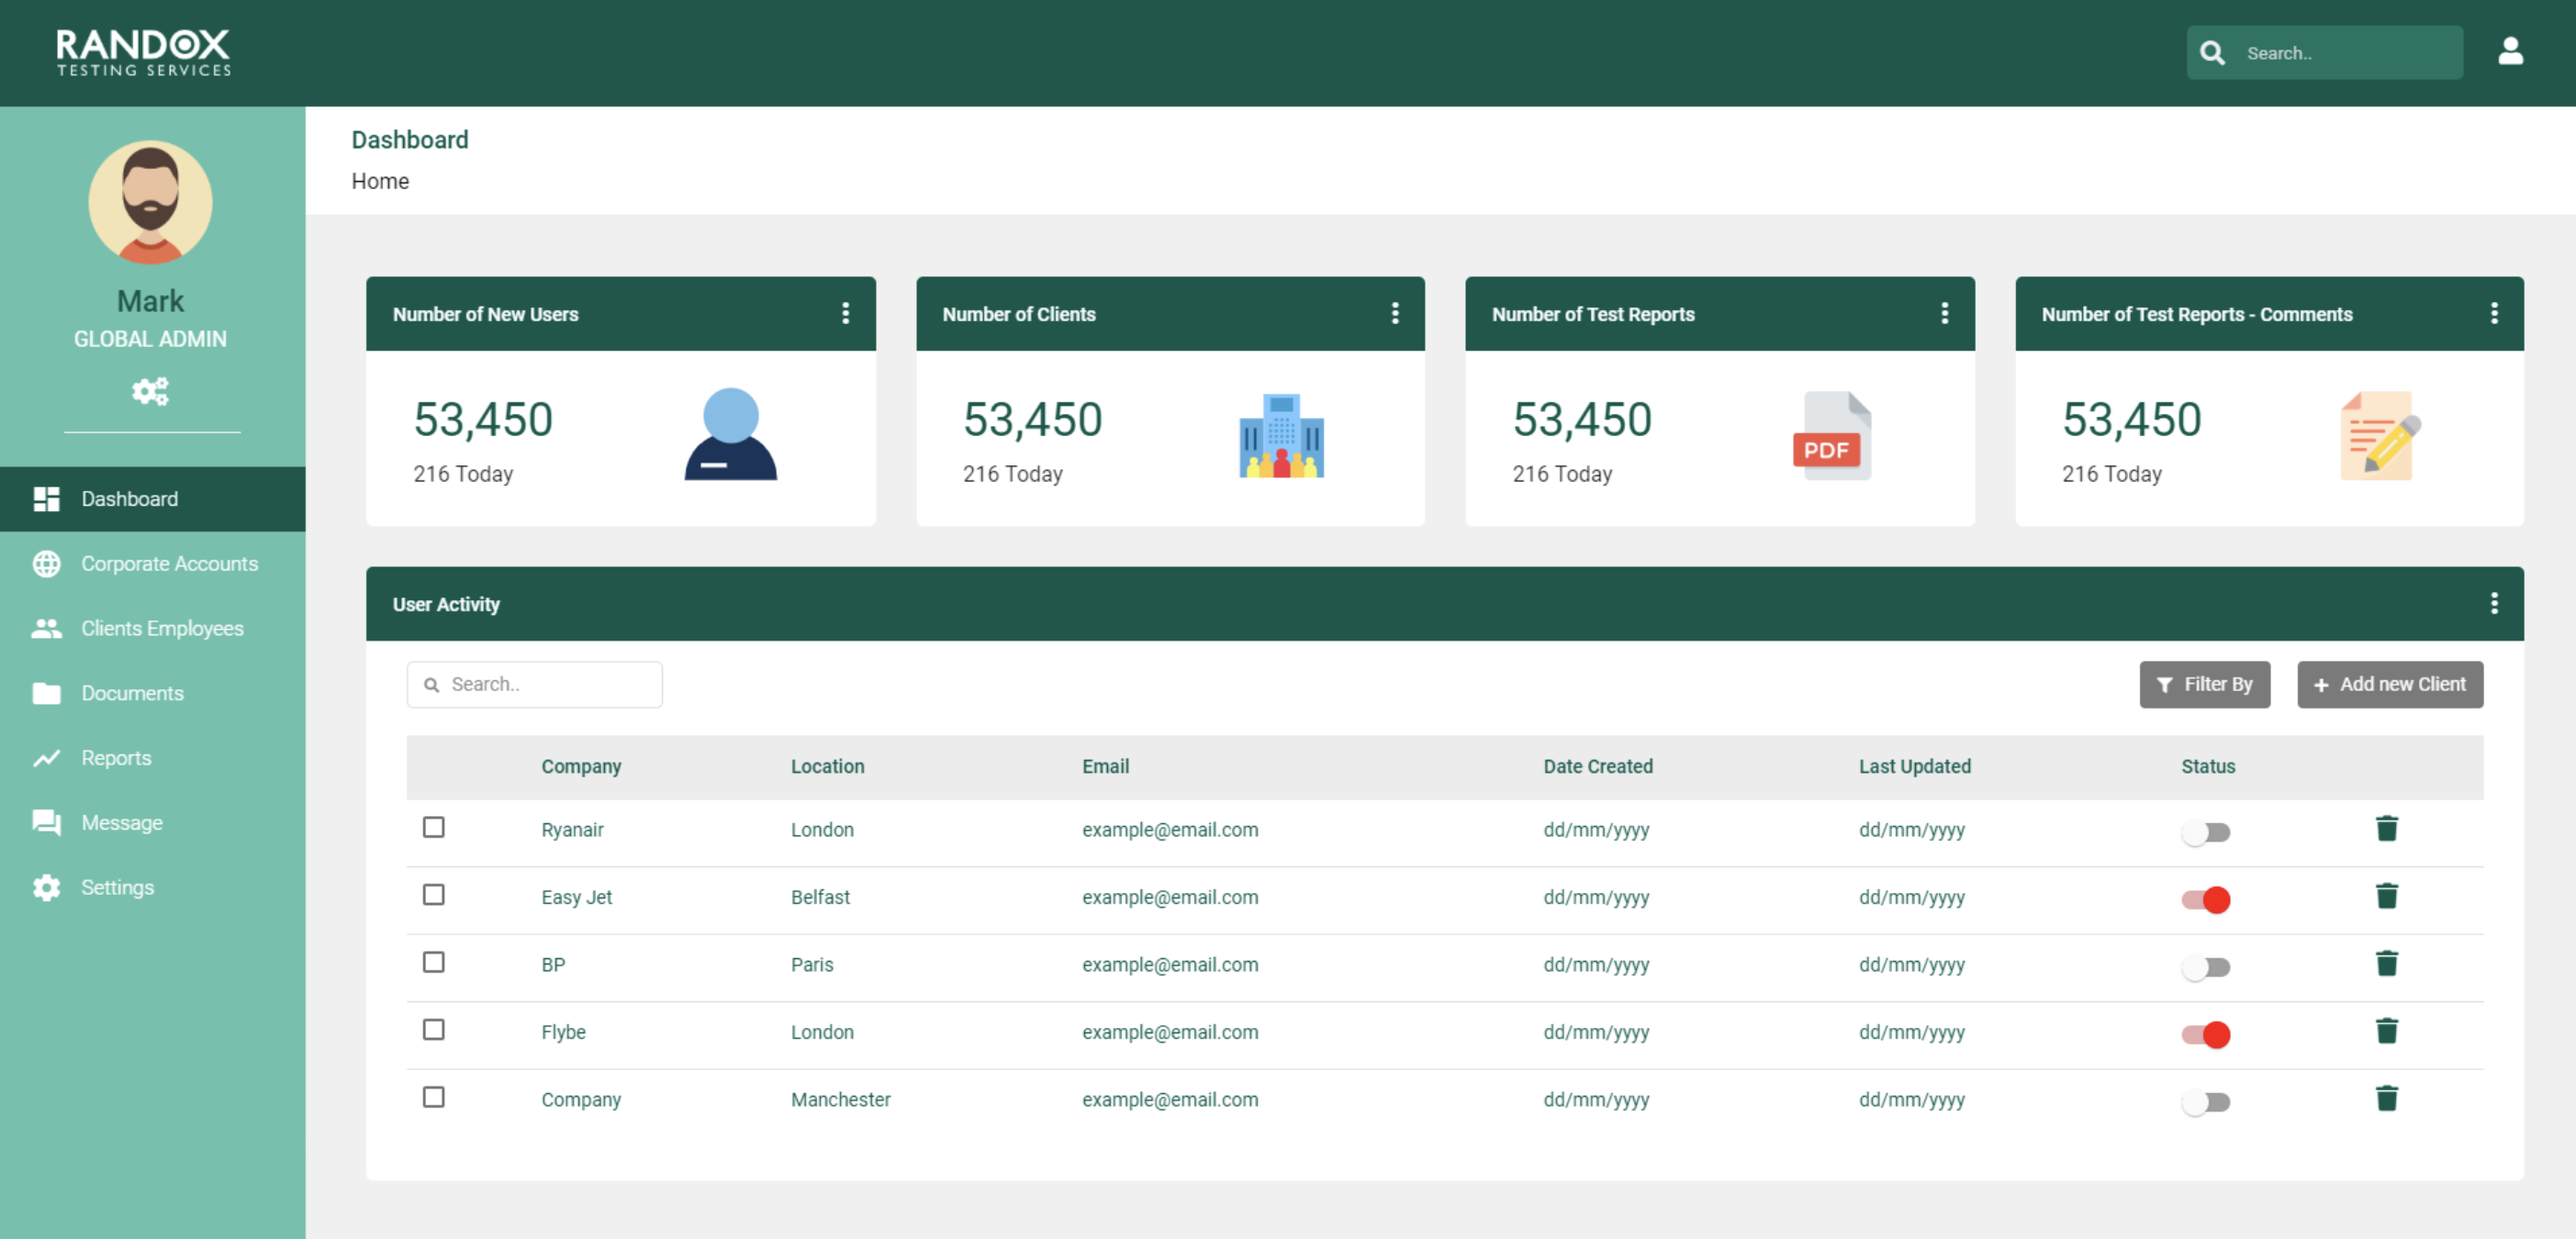 RANDOX
TESTING SERVICES
Search..
Dashboard
Home
Mark
GLOBAL ADMIN
Dashboard
Corporate Accounts
Clients Employees
Documents
Reports
Message
Settings
Number of New Users
53,450
216 Today
Number of Clients
53,450
216 Today
Number of Test Reports
53,450
216 Today
PDF
Number of Test Reports - Comments
53,450
216 Today
User Activity
Search..
Filter By
+ Add new Client
Company Location Email Date Created Last Updated Status
Ryanair London example@email.com dd/mm/yyyy dd/mm/yyyy
Easy Jet Belfast example@email.com dd/mm/yyyy dd/mm/yyyy
BP Paris example@email.com dd/mm/yyyy dd/mm/yyyy
Flybe London example@email.com dd/mm/yyyy dd/mm/yyyy
Company Manchester example@email.com dd/mm/yyyy dd/mm/yyyy